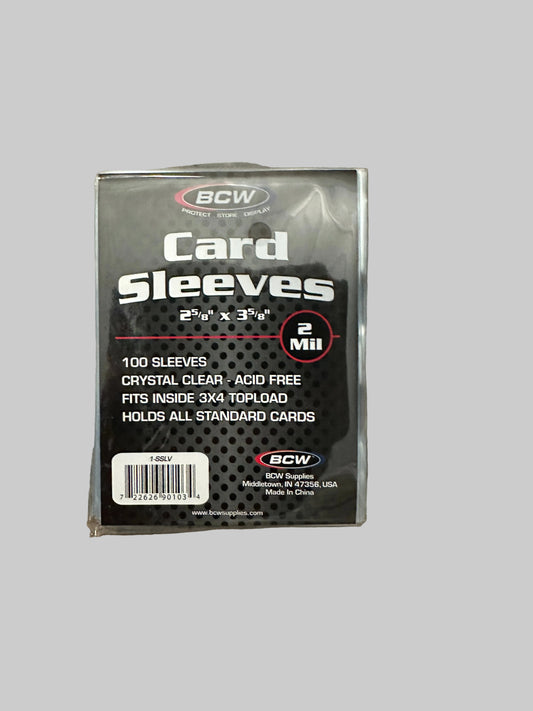 BCW
PROTECT . STORE . DISPLAY
Card
Sleeves
2 5/8" x 3 5/8"
2
Mil
100 SLEEVES
CRYSTAL CLEAR - ACID FREE
FITS INSIDE 3X4 TOPLOAD
HOLDS ALL STANDARD CARDS
1-SSLV
7 22626 90103 4
BCW
BCW Supplies
Middletown, IN 47356, USA
Made In China
www.bcwsupplies.com